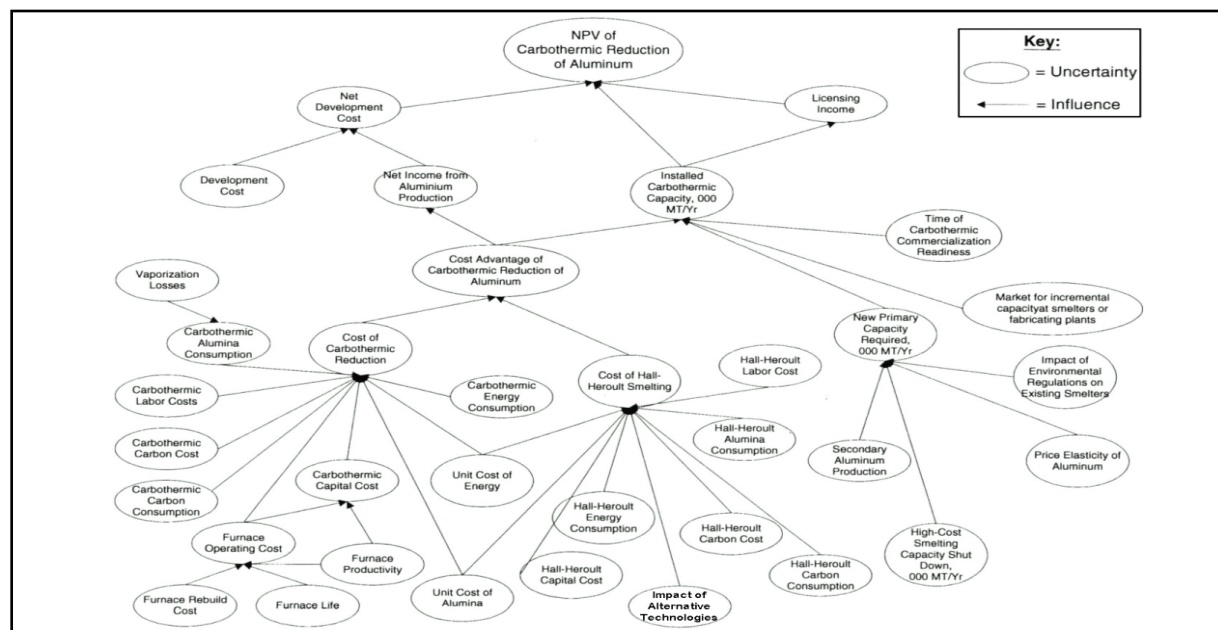 NPV of
Carbothermic Reduction
of Aluminum
Key:
= Uncertainty
= Influence
Net
Development
Cost
Licensing
Income
Development
Cost
Net Income from
Aluminium
Production
Installed
Carbothermic
Capacity, 000
MT/Yr
Time of
Carbothermic
Commercialization
Readiness
Cost Advantage of
Carbothermic Reduction of
Aluminum
Vaporization
Losses
Market for incremental
capacityat smelters or
fabricating plants
Carbothermic
Alumina
Consumption
Cost of
Carbothermic
Reduction
New Primary
Capacity
Required,
000 MT/Yr
Hall-Heroult
Labor Cost
Impact of
Environmental
Regulations on
Existing Smelters
Carbothermic
Labor Costs
Carbothermic
Energy
Consumption
Cost of Hall-
Heroult Smelting
Hall-Heroult
Alumina
Consumption
Carbothermic
Carbon Cost
Carbothermic
Capital Cost
Unit Cost of
Energy
Secondary
Aluminum
Production
Price Elasticity of
Aluminum
Carbothermic
Carbon
Consumption
Hall-Heroult
Energy
Consumption
Hall-Heroult
Carbon Cost
Furnace
Operating Cost
Furnace
Productivity
Hall-Heroult
Capital Cost
Hall-Heroult
Carbon
Consumption
High-Cost
Smelting
Capacity Shut
Down,
000 MT/Yr
Furnace Rebuild
Cost
Furnace Life
Unit Cost of
Alumina
Impact of
Alternative
Technologies